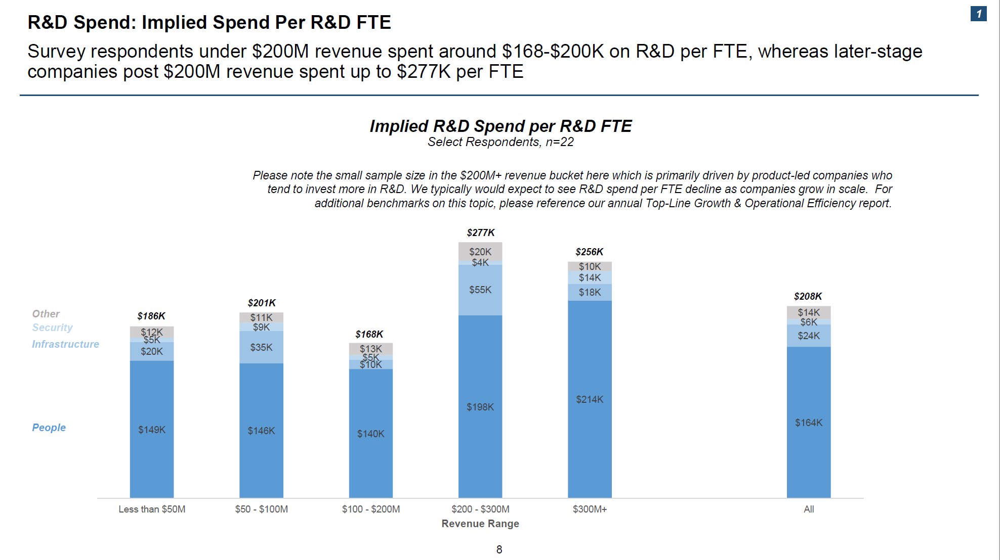 1
R&D Spend: Implied Spend Per R&D FTE
Survey respondents under $200M revenue spent around $168-$200K on R&D per FTE, whereas later-stage
companies post $200M revenue spent up to $277K per FTE
Implied R&D Spend per R&D FTE
Select Respondents, n=22
Please note the small sample size in the $200M+ revenue bucket here which is primarily driven by product-led companies who
tend to invest more in R&D. We typically would expect to see R&D spend per FTE decline as companies grow in scale.  For
additional benchmarks on this topic, please reference our annual Top-Line Growth & Operational Efficiency report.
Other
Security
Infrastructure
People
$186K
$12K
$5K
$20K
$149K
$201K
$11K
$9K
$35K
$146K
$168K
$13K
$5K
$10K
$140K
$277K
$20K
$4K
$55K
$198K
$256K
$10K
$14K
$18K
$214K
$208K
$14K
$6K
$24K
$164K
Less than $50M
$50 - $100M
$100 - $200M
$200 - $300M
$300M+
All
Revenue Range
8